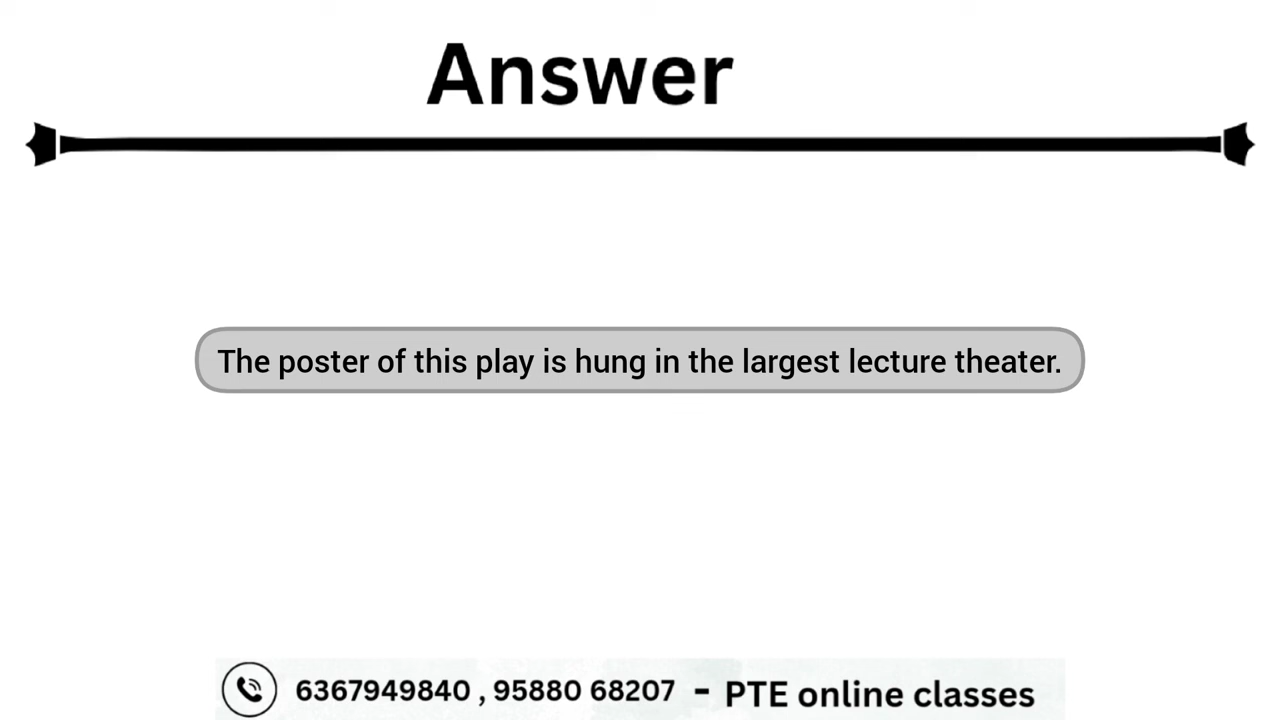 Answer
The poster of this play is hung in the largest lecture theater.
6367949840 , 95880 68207 - PTE online classes